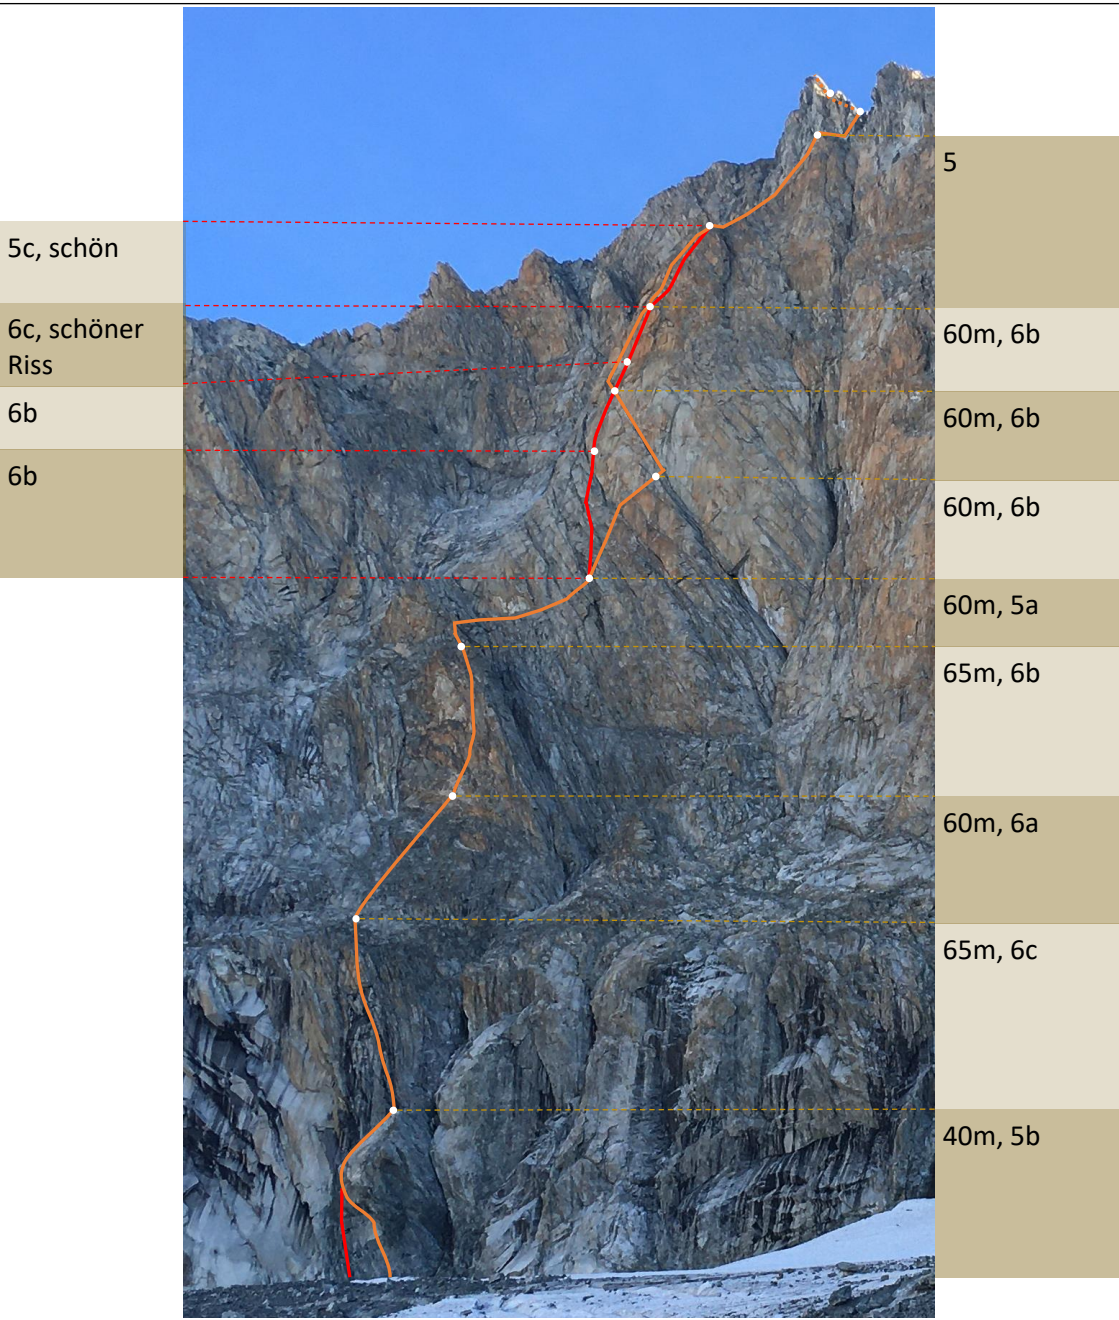 5c, schön
6c, schöner
Riss
6b
6b
5
60m, 6b
60m, 6b
60m, 6b
60m, 5a
65m, 6b
60m, 6a
65m, 6c
40m, 5b